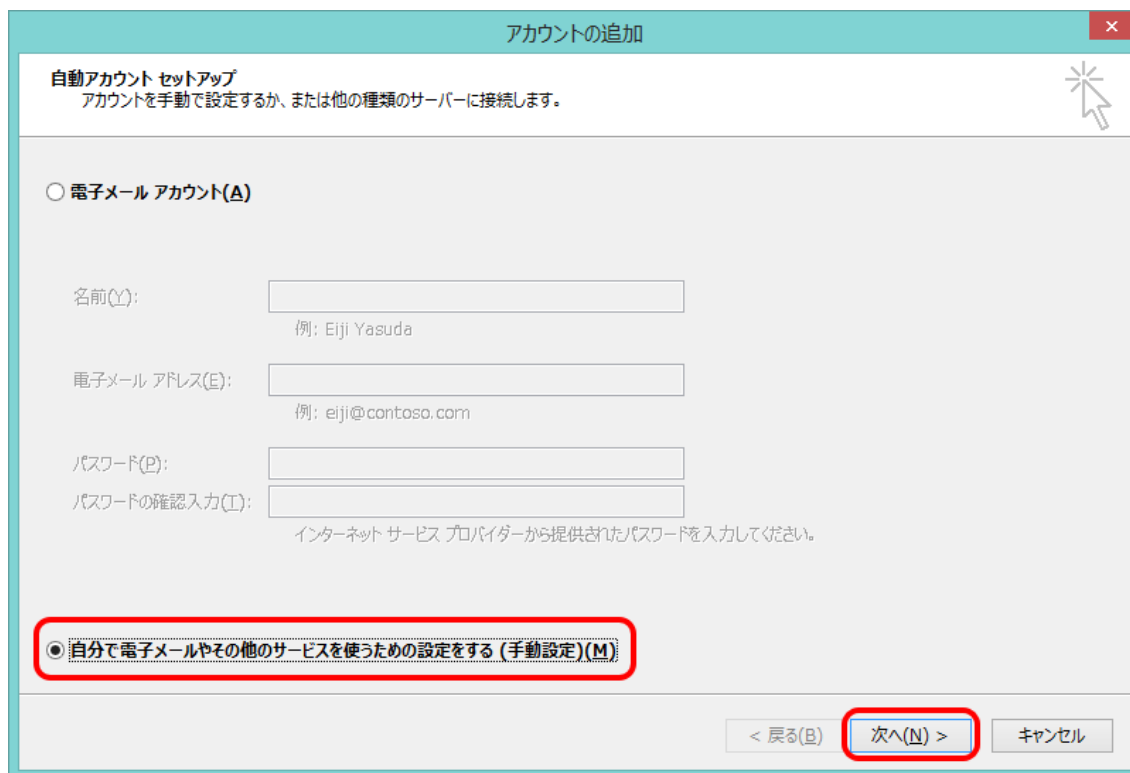 アカウントの追加
自動アカウント セットアップ
アカウントを手動で設定するか、または他の種類のサーバーに接続します。
電子メール アカウント(A)
名前(Y):
例: Eiji Yasuda
電子メール アドレス(E):
例: eiji@contoso.com
パスワード(P):
パスワードの確認入力(T):
インターネット サービス プロバイダーから提供されたパスワードを入力してください。
自分で電子メールやその他のサービスを使うための設定をする (手動設定)(M)
< 戻る(B) 次へ(N) > キャンセル